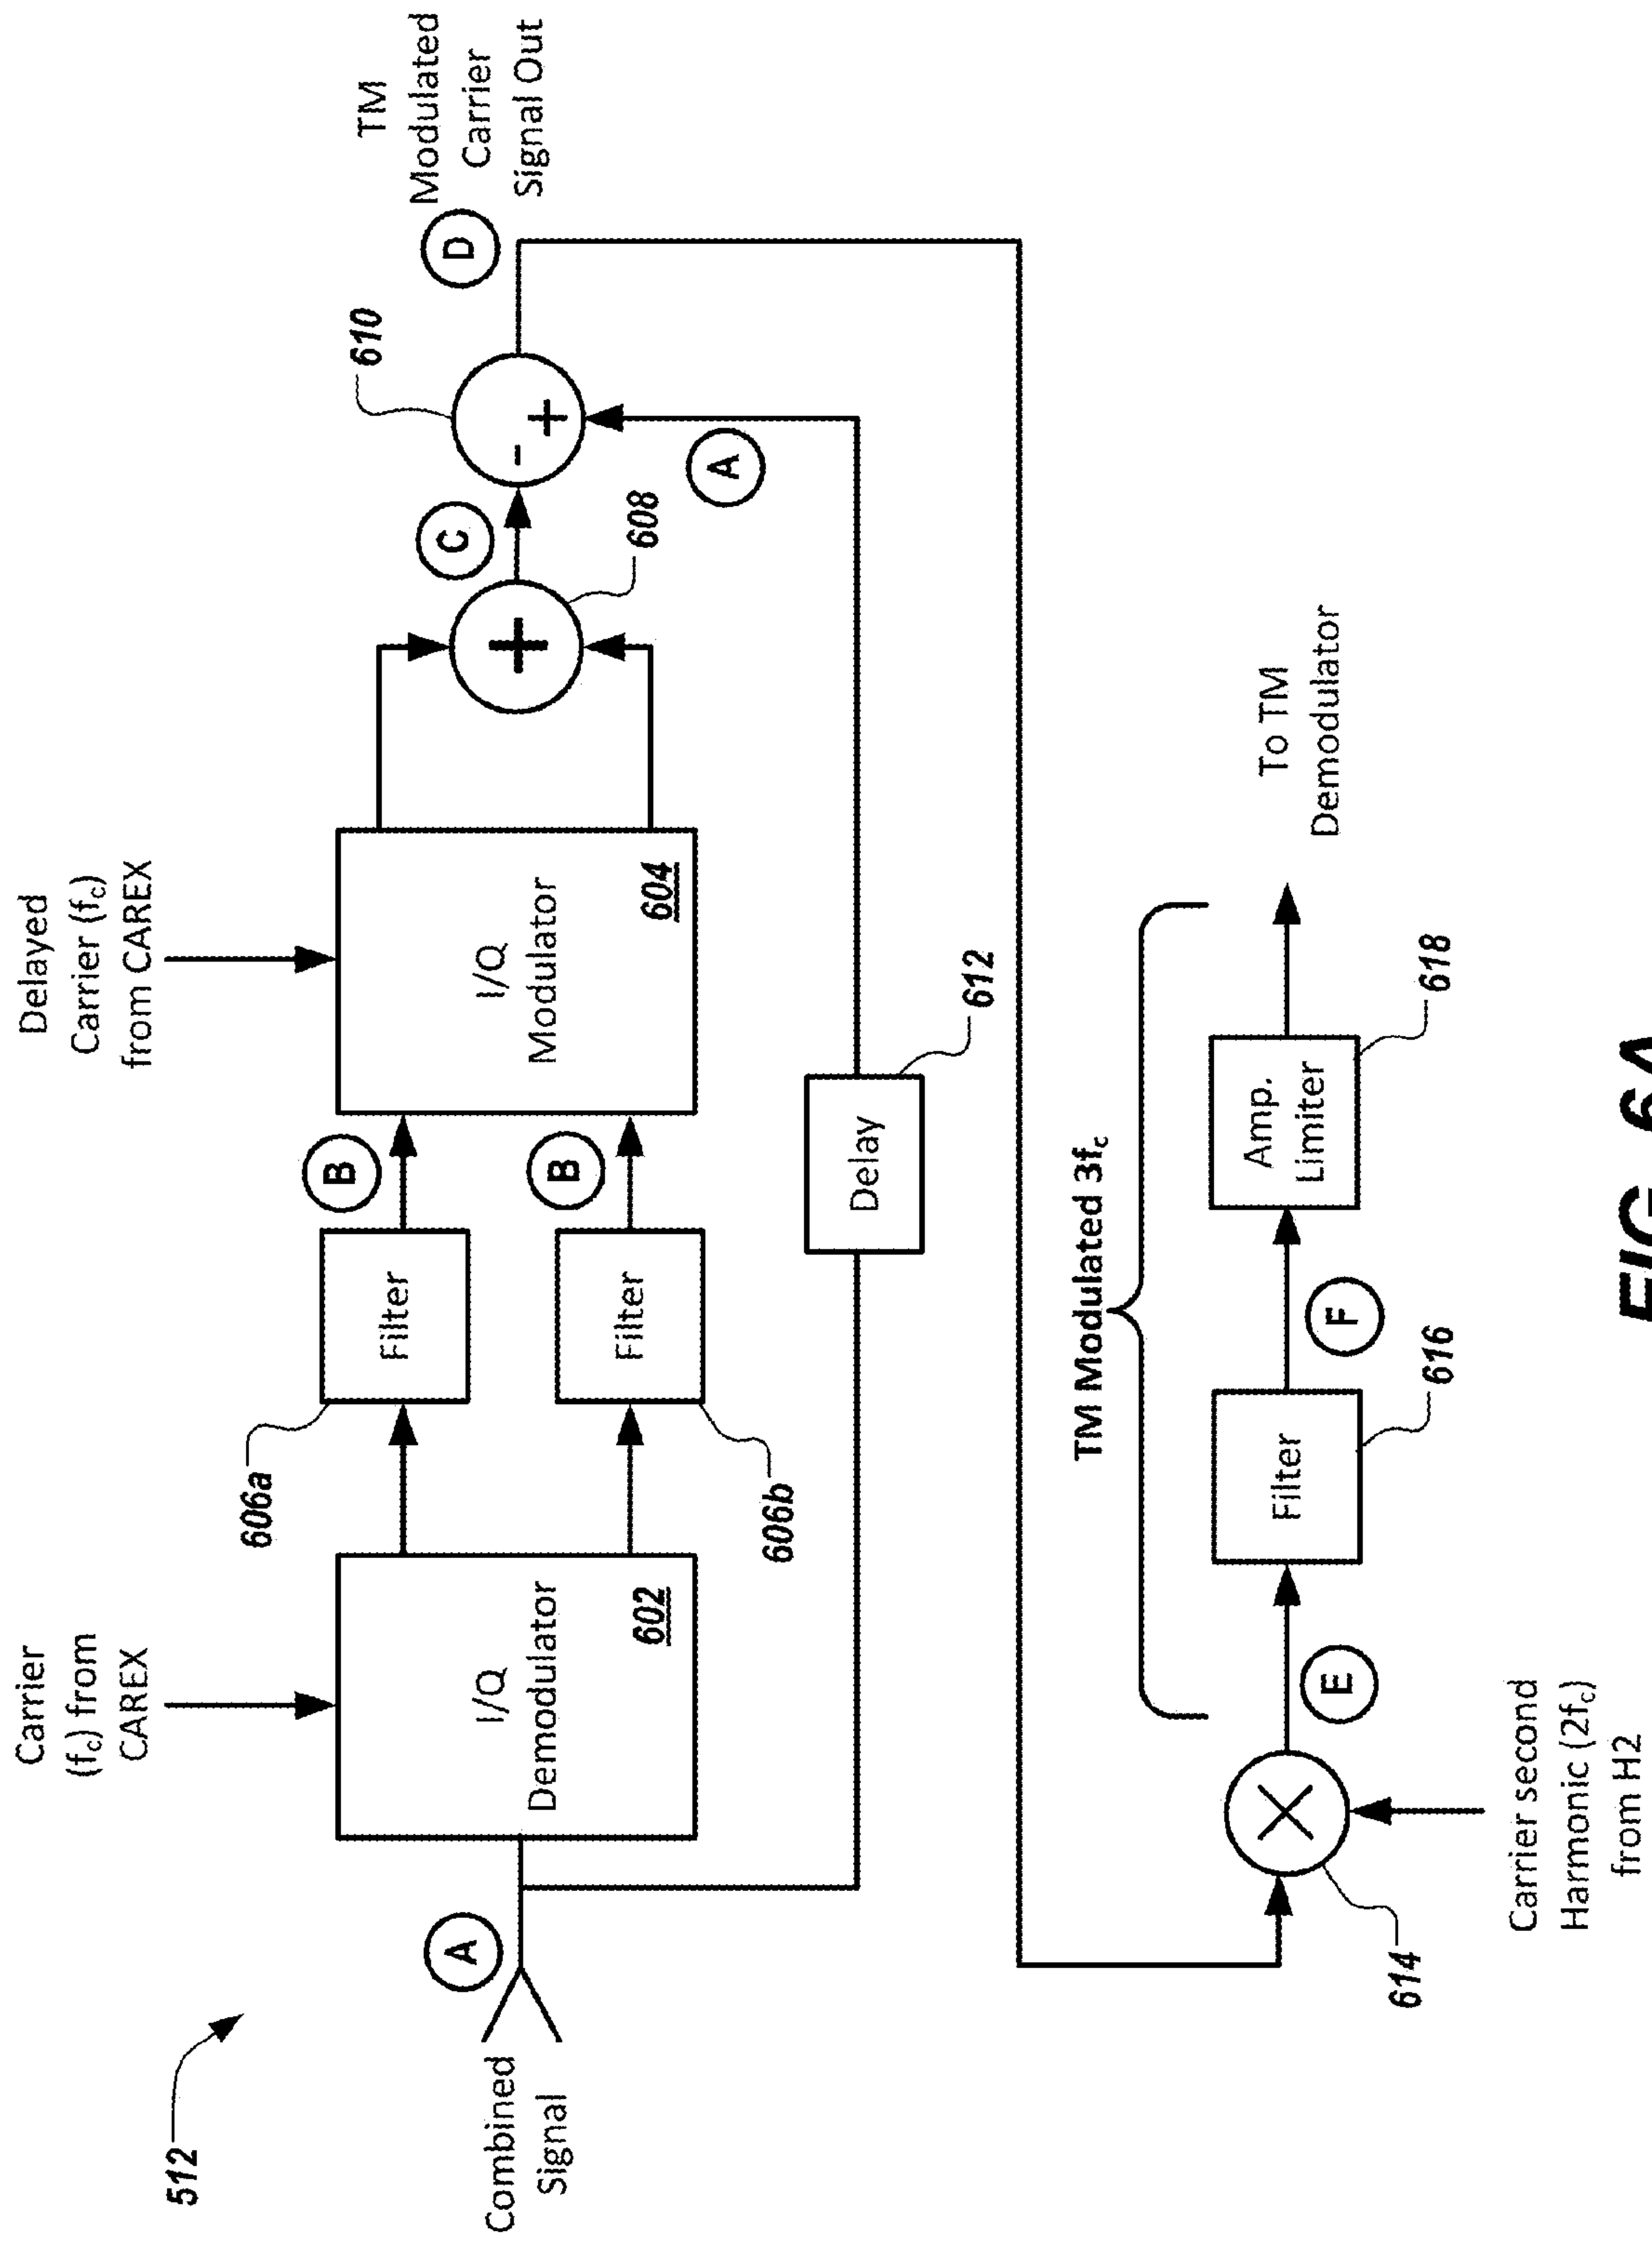 512
Combined
Signal
A
Carrier
(fc) from
CAREX
I/Q
Demodulator
602
606a
Filter
606b
Filter
B
B
Delayed
Carrier (fc)
from CAREX
I/Q
Modulator
604
Delay
612
+
608
C
610
-
+
A
D
TM
Modulated
Carrier
Signal Out
614
Carrier second
Harmonic (2fc)
from H2
E
TM Modulated 3fc
Filter
616
F
Amp.
Limiter
618
To TM
Demodulator
FIG. 6A